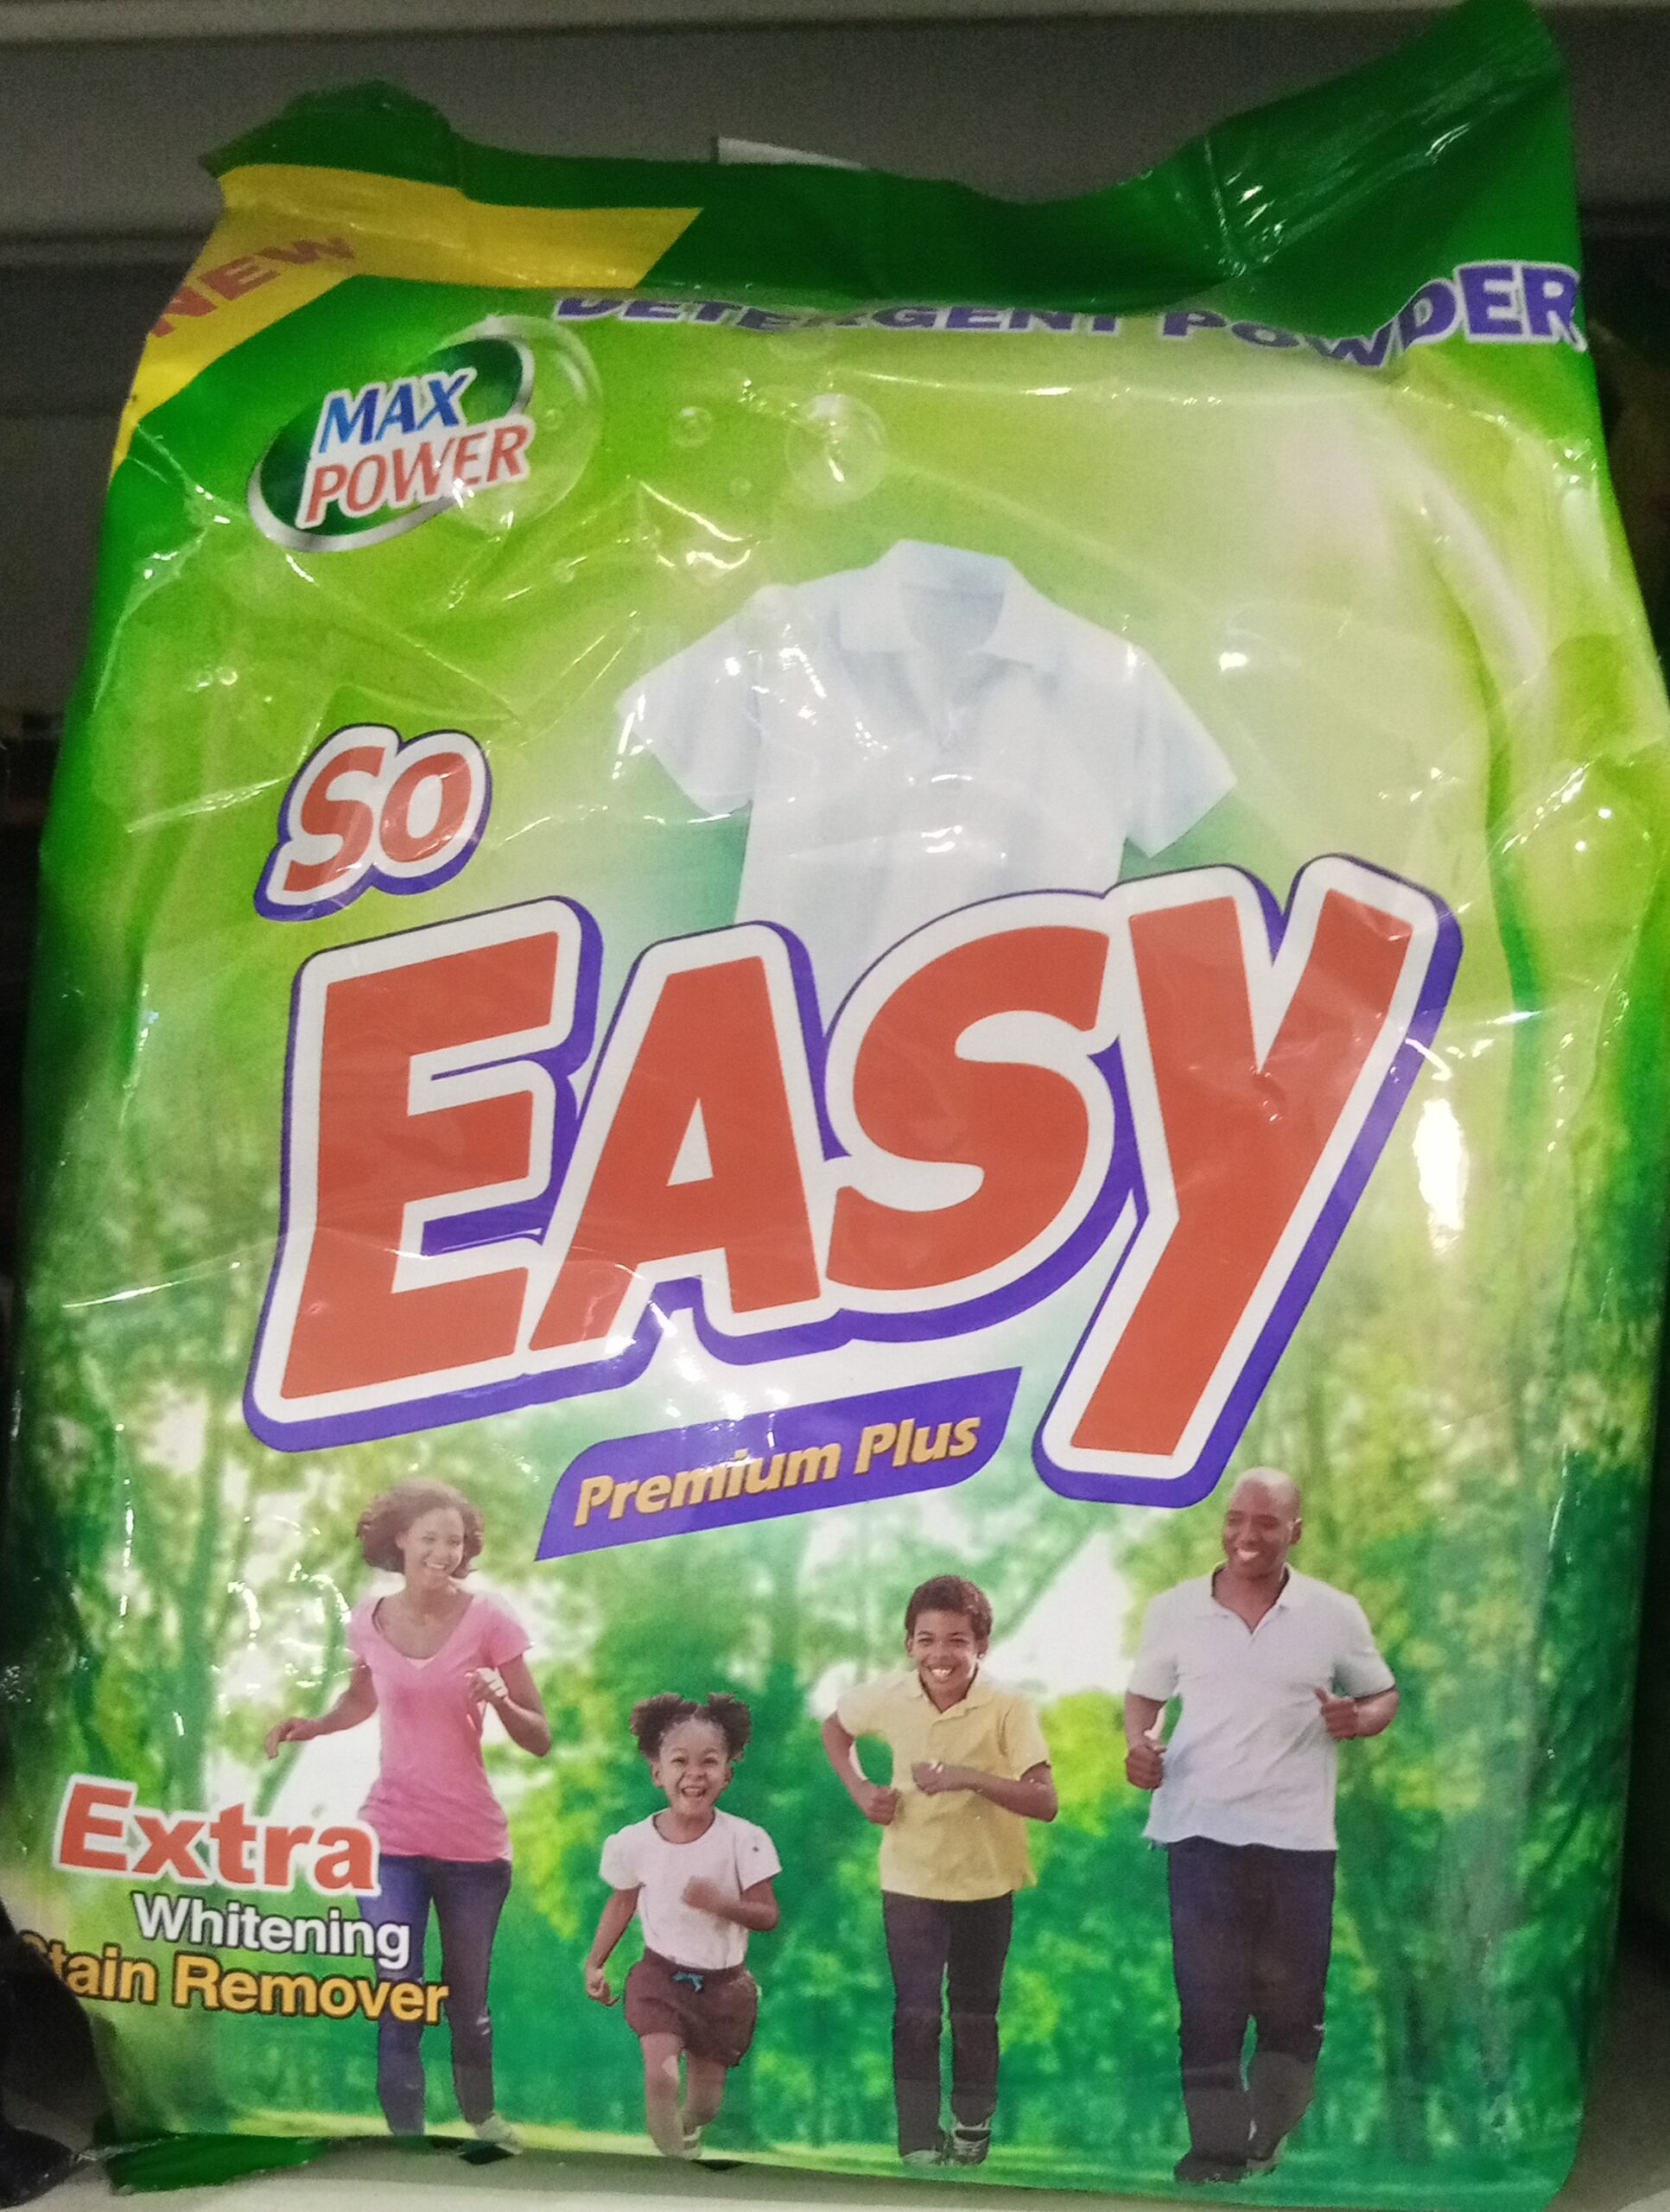 NEW
DETERGENT POWDER
MAX
POWER
SO
EASY
Premium Plus
Extra
Whitening
Stain Remover